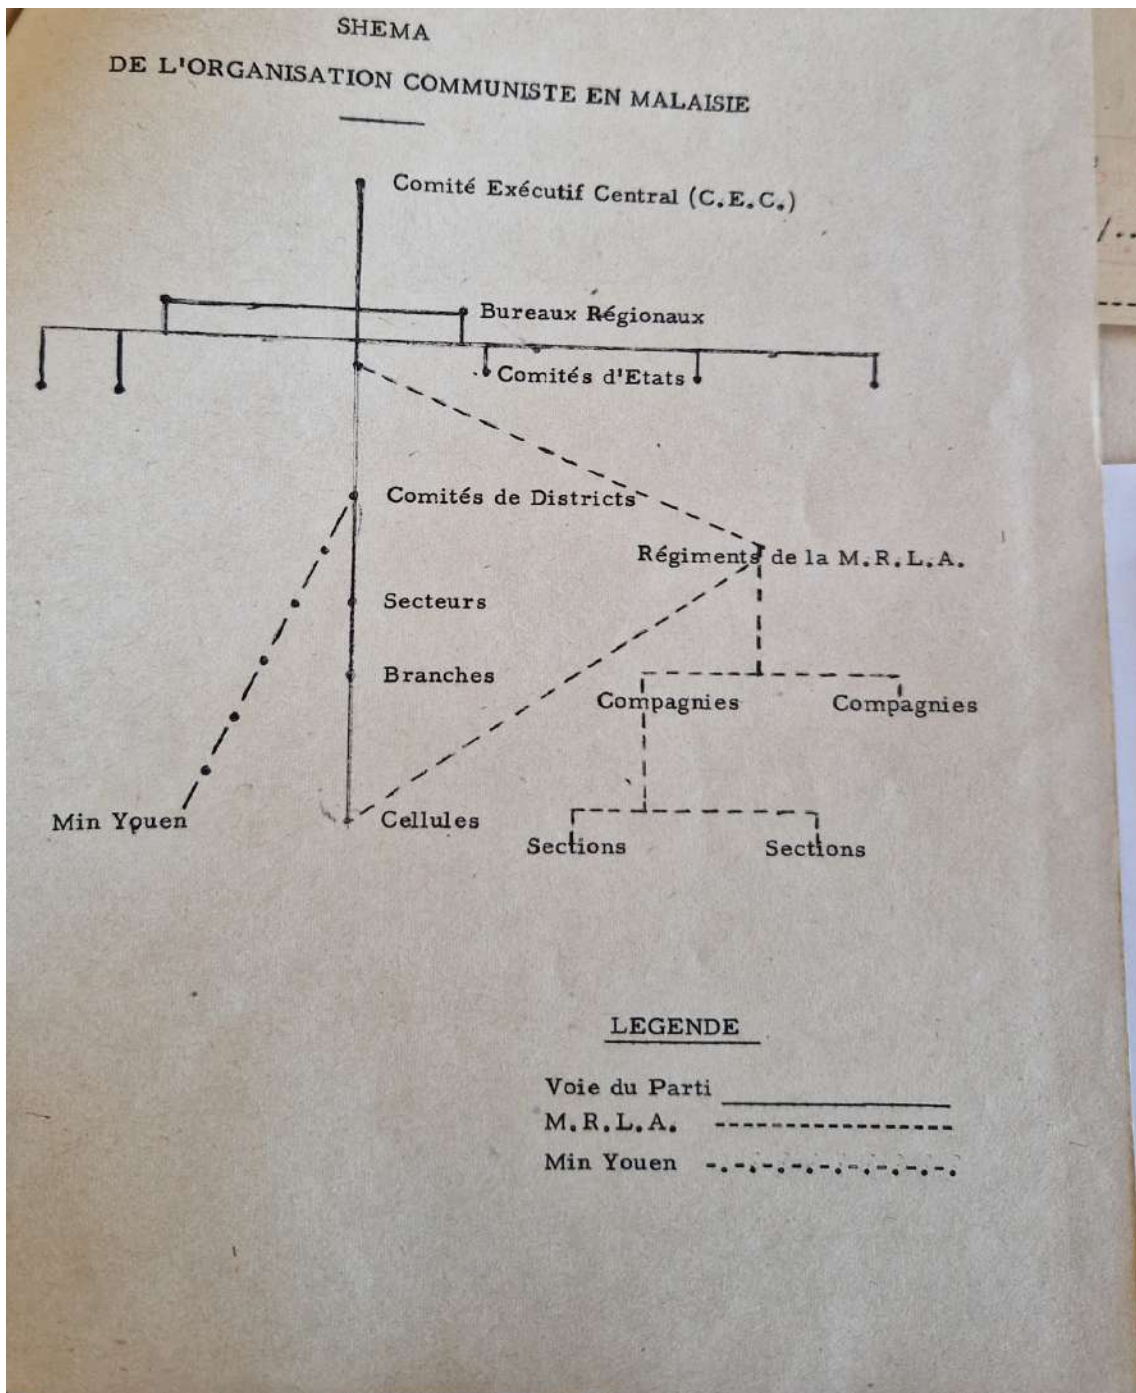 SHEMA
DE L'ORGANISATION COMMUNISTE EN MALAISIE
Comité Exécutif Central (C.E.C.)
/..
Bureaux Régionaux
Comités d'Etats
Comités de Districts
Régiments de la M.R.L.A.
Secteurs
Branches
Compagnies
Compagnies
Min Youen
Cellules
Sections
Sections
LEGENDE
Voie du Parti
M.R.L.A.
Min Youen